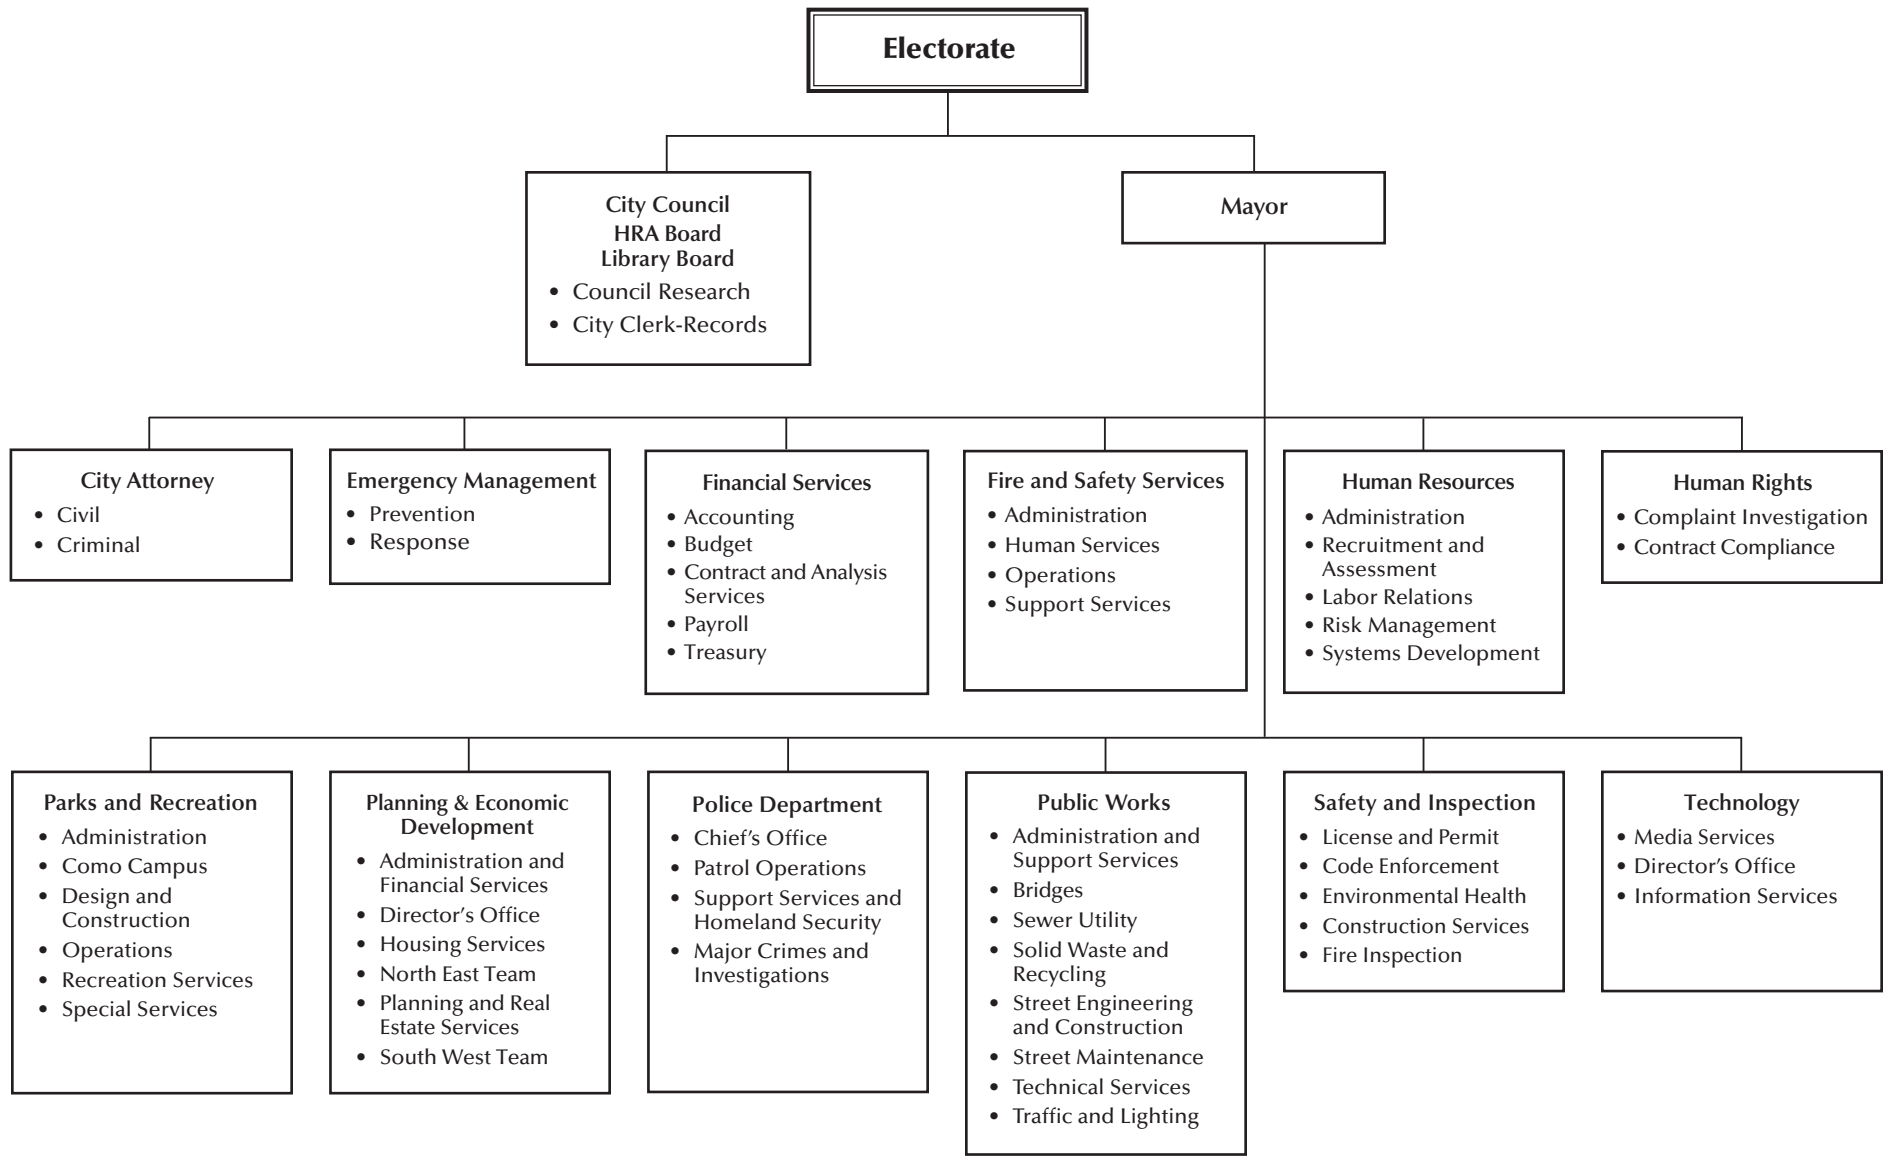 Electorate
City Council
HRA Board
Library Board
• Council Research
• City Clerk-Records
Mayor
City Attorney
• Civil
• Criminal
Emergency Management
• Prevention
• Response
Financial Services
• Accounting
• Budget
• Contract and Analysis
Services
• Payroll
• Treasury
Fire and Safety Services
• Administration
• Human Services
• Operations
• Support Services
Human Resources
• Administration
• Recruitment and
Assessment
• Labor Relations
• Risk Management
• Systems Development
Human Rights
• Complaint Investigation
• Contract Compliance
Parks and Recreation
• Administration
• Como Campus
• Design and
Construction
• Operations
• Recreation Services
• Special Services
Planning & Economic
Development
• Administration and
Financial Services
• Director’s Office
• Housing Services
• North East Team
• Planning and Real
Estate Services
• South West Team
Police Department
• Chief’s Office
• Patrol Operations
• Support Services and
Homeland Security
• Major Crimes and
Investigations
Public Works
• Administration and
Support Services
• Bridges
• Sewer Utility
• Solid Waste and
Recycling
• Street Engineering
and Construction
• Street Maintenance
• Technical Services
• Traffic and Lighting
Safety and Inspection
• License and Permit
• Code Enforcement
• Environmental Health
• Construction Services
• Fire Inspection
Technology
• Media Services
• Director’s Office
• Information Services